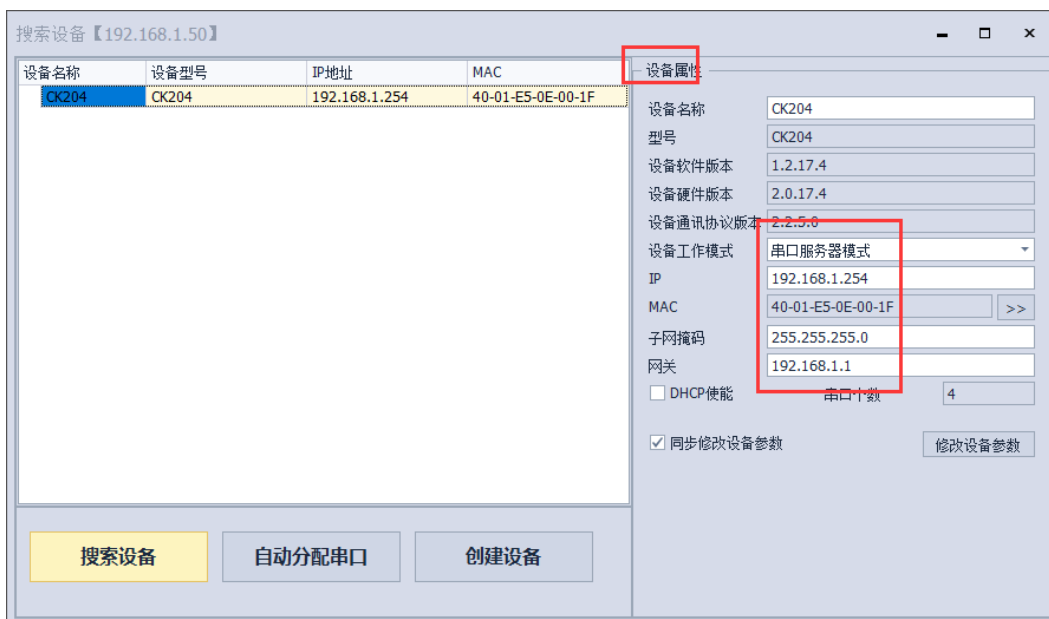 搜索设备【192.168.1.50】
设备名称 设备型号 IP地址 MAC
CK204 CK204 192.168.1.254 40-01-E5-0E-00-1F
设备属性
设备名称 CK204
型号 CK204
设备软件版本 1.2.17.4
设备硬件版本 2.0.17.4
设备通讯协议版本 2.2.5.0
设备工作模式 串口服务器模式
IP 192.168.1.254
MAC 40-01-E5-0E-00-1F >>
子网掩码 255.255.255.0
网关 192.168.1.1
DHCP使能 串口个数 4
同步修改设备参数 修改设备参数
搜索设备 自动分配串口 创建设备